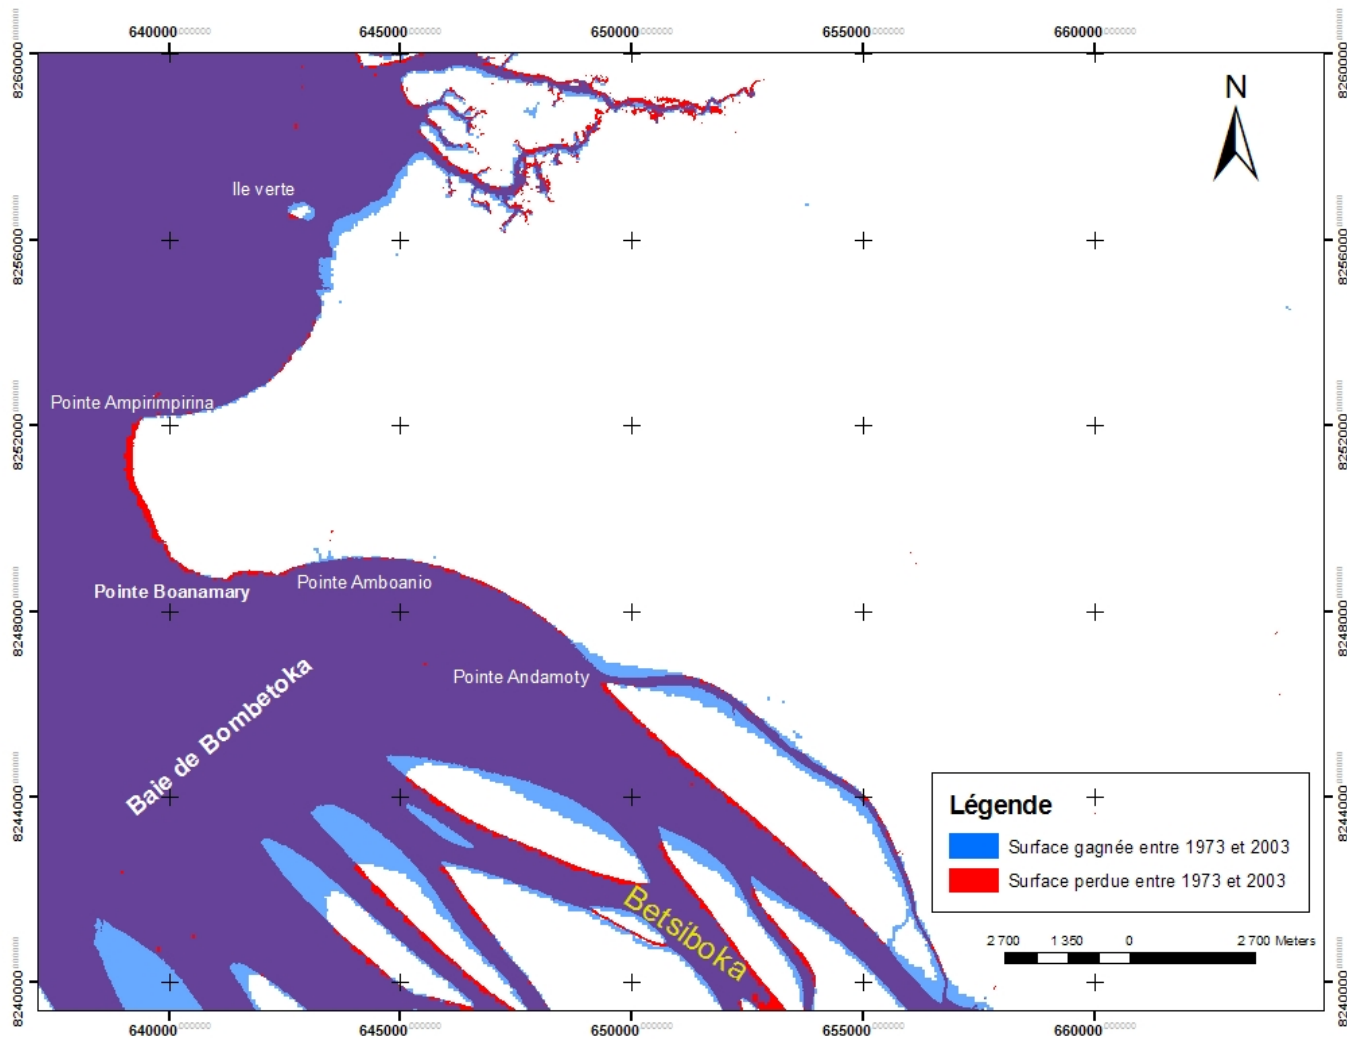 640000 645000 650000 655000 660000
8260000 8260000
N
Ile verte
8256000 8256000
Pointe Ampirimpirina
8252000 8252000
Pointe Amboanio
Pointe Boanamary
8248000 8248000
Pointe Andamoty
Baie de Bombetoka
8244000 8244000
Légende
Surface gagnée entre 1973 et 2003
Surface perdue entre 1973 et 2003
Betsiboka
2 700 1 350 0 2 700 Meters
8240000 8240000
640000 645000 650000 655000 660000